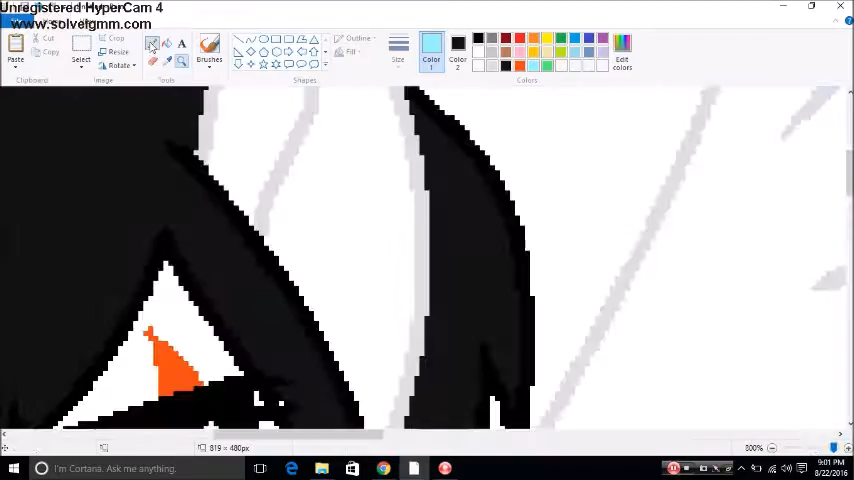 Unregistered HyperCam 4
www.solveigmm.com
Cut
Copy
Paste
Clipboard
Select
Crop
Resize
Rotate
Image
A
Tools
Brushes
Shapes
Outline
Fill
Size
Color
1
Color
2
Edit
colors
Colors
819 × 480px
800%
I'm Cortana. Ask me anything.
9:01 PM
8/22/2016